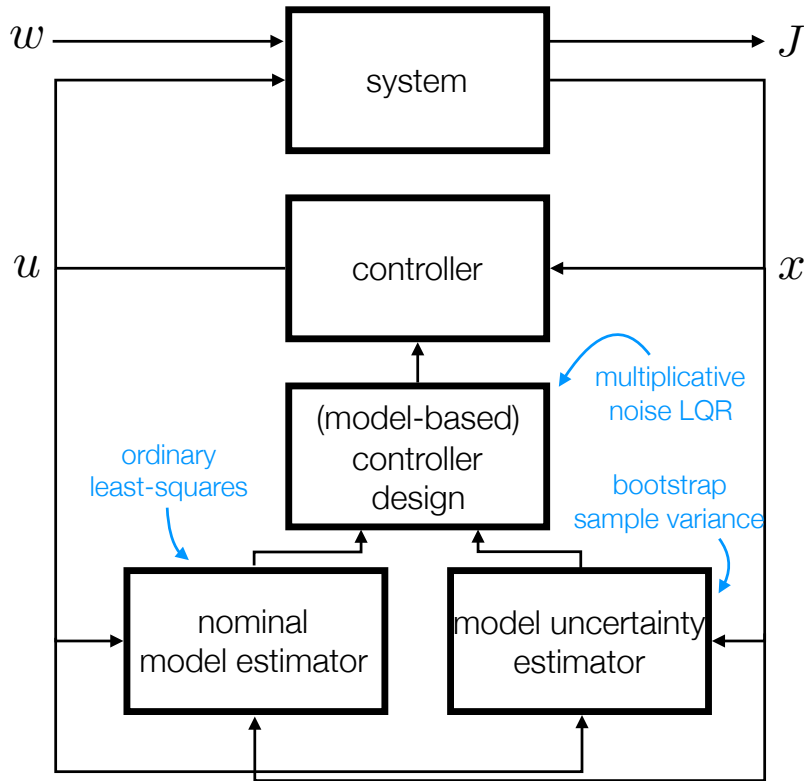 w
J
system
u
controller
x
multiplicative
noise LQR
(model-based)
controller
design
ordinary
least-squares
bootstrap
sample variance
nominal
model estimator
model uncertainty
estimator